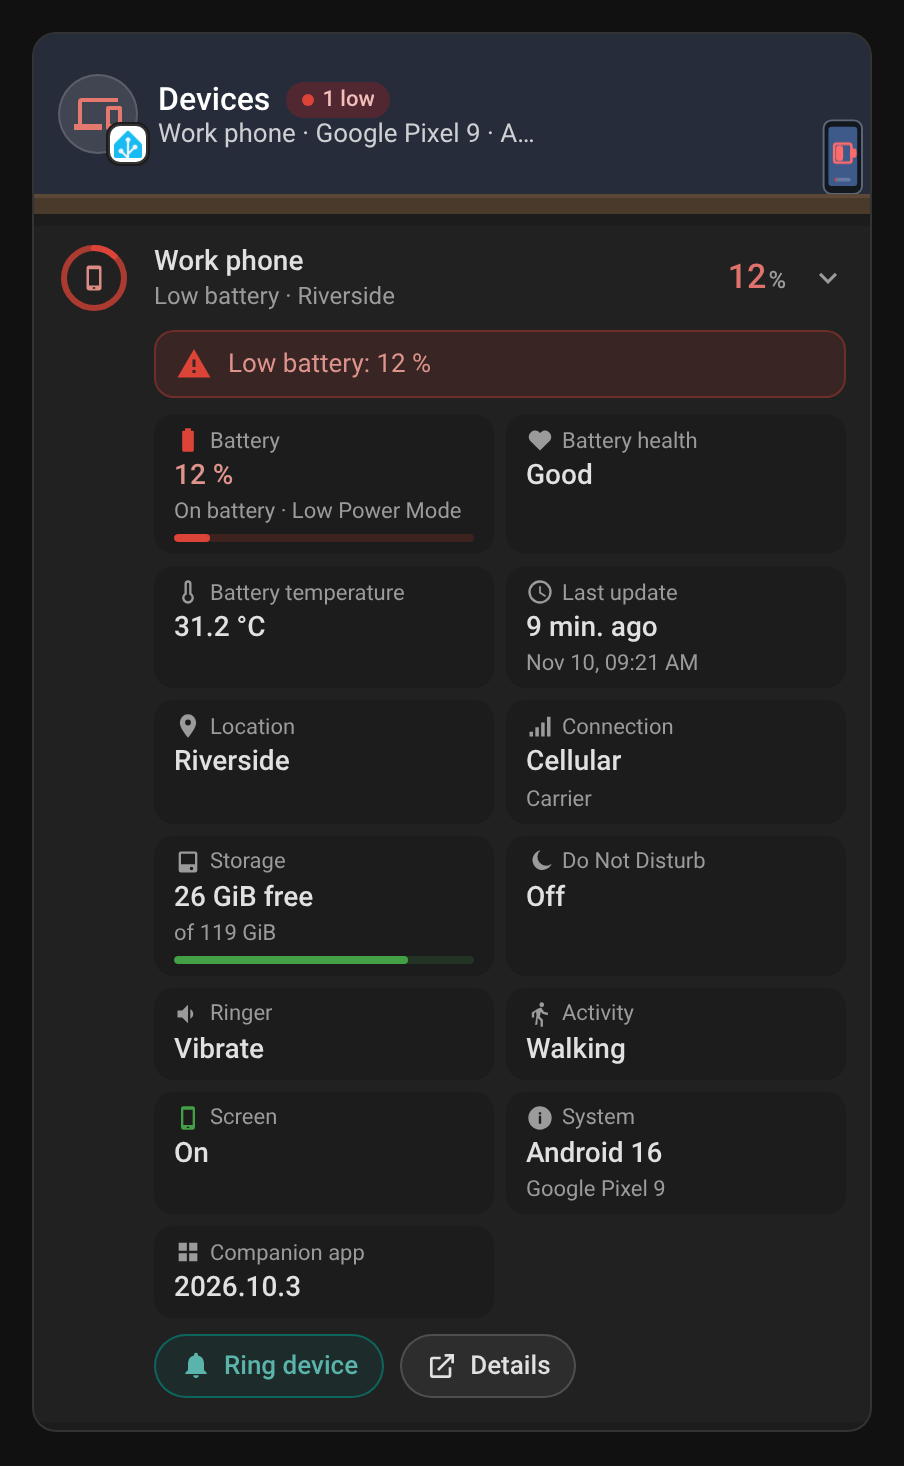 Devices
1 low
Work phone · Google Pixel 9 · A...
Work phone
Low battery · Riverside
12%
Low battery: 12 %
Battery
12 %
On battery · Low Power Mode
Battery health
Good
Battery temperature
31.2 °C
Last update
9 min. ago
Nov 10, 09:21 AM
Location
Riverside
Connection
Cellular
Carrier
Storage
26 GiB free
of 119 GiB
Do Not Disturb
Off
Ringer
Vibrate
Activity
Walking
Screen
On
System
Android 16
Google Pixel 9
Companion app
2026.10.3
Ring device
Details